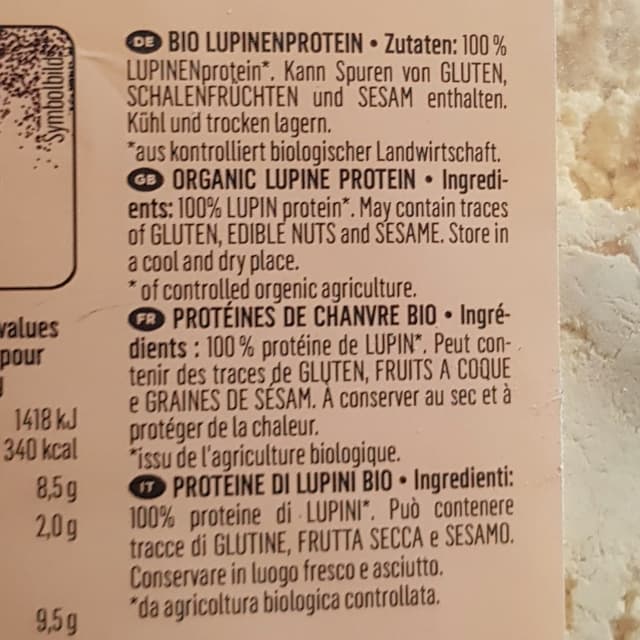 Symbolbild
values
pour
1418 kJ
340 kcal
8,5 g
2,0 g
9,5 g
DE BIO LUPINENPROTEIN • Zutaten: 100 %
LUPINENprotein*. Kann Spuren von GLUTEN,
SCHALENFRÜCHTEN und SESAM enthalten.
Kühl und trocken lagern.
*aus kontrolliert biologischer Landwirtschaft.
GB ORGANIC LUPINE PROTEIN • Ingredi-
ents: 100% LUPIN protein*. May contain traces
of GLUTEN, EDIBLE NUTS and SESAME. Store in
a cool and dry place.
* of controlled orgenic agriculture.
FR PROTÉINES DE CHANVRE BIO • Ingré-
dients : 100 % protéine de LUPIN*. Peut con-
tenir des traces de GLUTEN, FRUITS A COQUE
e GRAINES DE SÉSAM. À conserver au sec et à
protéger de la chaleur.
*issu de l'agriculture biologique.
IT PROTEINE DI LUPINI BIO • Ingredienti:
100% proteine di LUPINI*. Può contenere
tracce di GLUTINE, FRUTTA SECCA e SESAMO.
Conservare in luogo fresco e asciutto.
*da agricoltura biologica controllata.